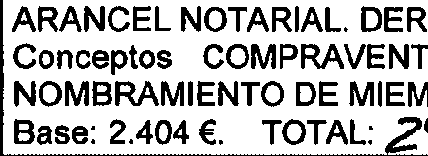 ARANCEL NOTARIAL. DER
Conceptos COMPRAVENT
NOMBRAMIENTO DE MIEM
Base: 2.404 €. TOTAL: 2